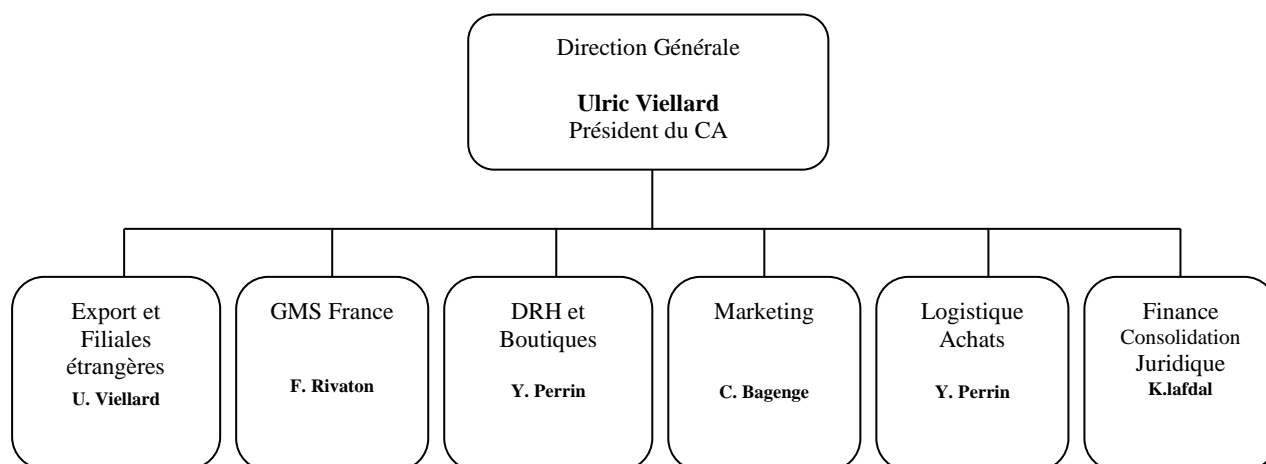 Direction Générale
Ulric Viellard
Président du CA
Export et
Filiales
étrangères
U. Viellard
GMS France
F. Rivaton
DRH et
Boutiques
Y. Perrin
Marketing
C. Bagenge
Logistique
Achats
Y. Perrin
Finance
Consolidation
Juridique
K.lafdal